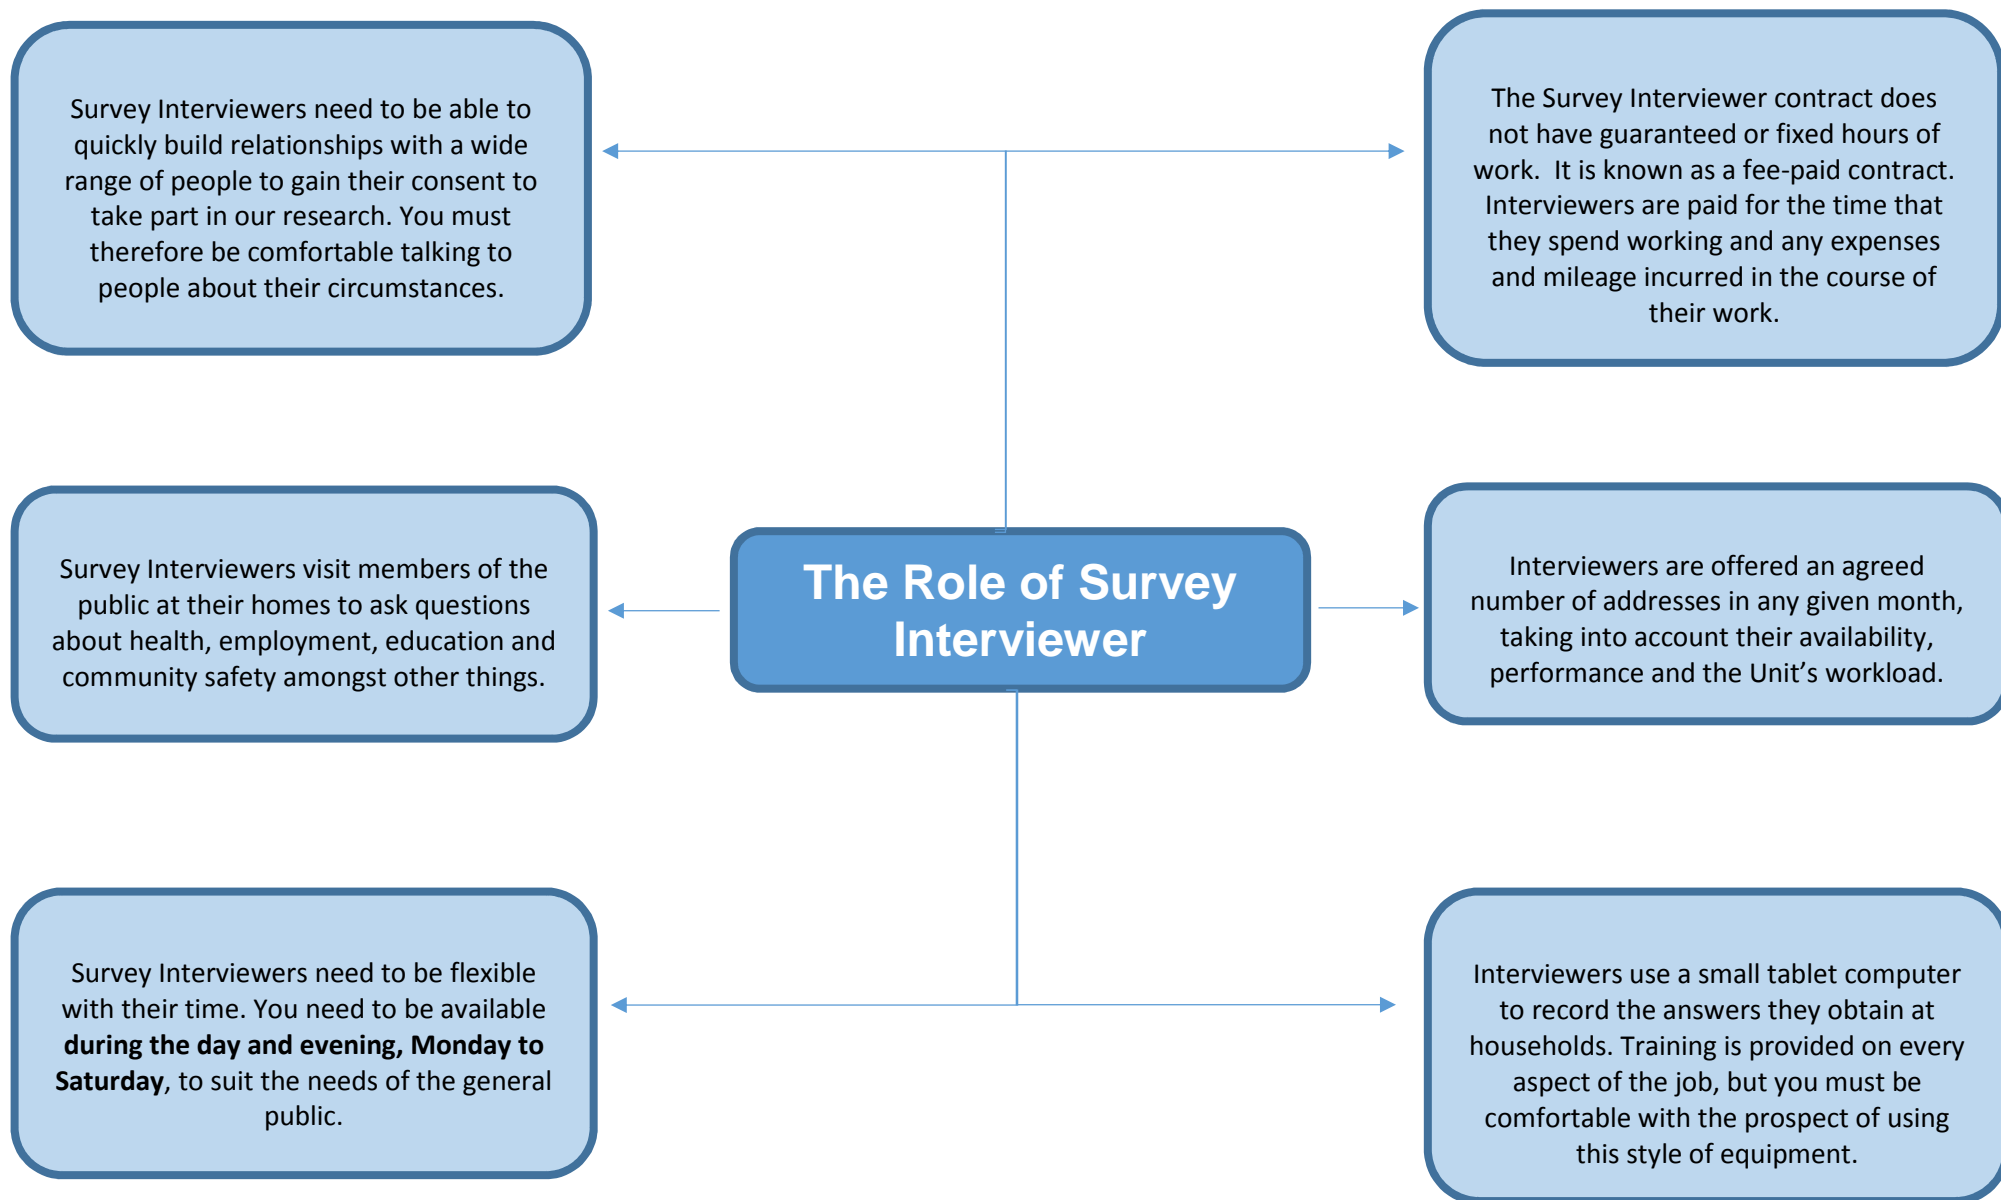 Survey Interviewers need to be able to
quickly build relationships with a wide
range of people to gain their consent to
take part in our research. You must
therefore be comfortable talking to
people about their circumstances.
The Survey Interviewer contract does
not have guaranteed or fixed hours of
work.  It is known as a fee-paid contract.
Interviewers are paid for the time that
they spend working and any expenses
and mileage incurred in the course of
their work.
Survey Interviewers visit members of the
public at their homes to ask questions
about health, employment, education and
community safety amongst other things.
The Role of Survey
Interviewer
Interviewers are offered an agreed
number of addresses in any given month,
taking into account their availability,
performance and the Unit’s workload.
Survey Interviewers need to be flexible
with their time. You need to be available
during the day and evening, Monday to
Saturday, to suit the needs of the general
public.
Interviewers use a small tablet computer
to record the answers they obtain at
households. Training is provided on every
aspect of the job, but you must be
comfortable with the prospect of using
this style of equipment.